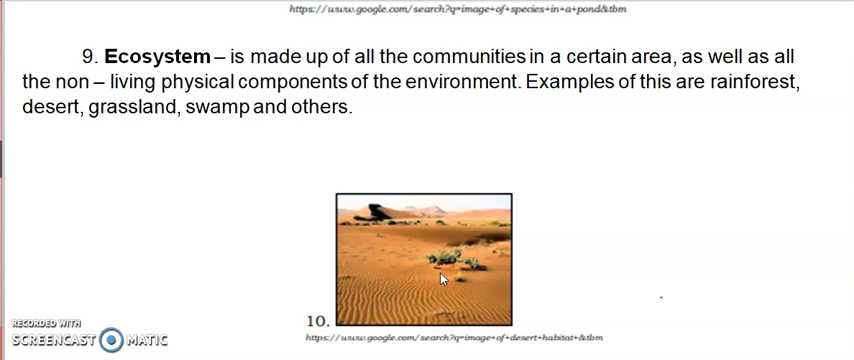 https://www.google.com/search?q=image+of+species+in+a+pond&tbm
9. Ecosystem – is made up of all the communities in a certain area, as well as all
the non – living physical components of the environment. Examples of this are rainforest,
desert, grassland, swamp and others.
10.
https://www.google.com/search?q=image+of+desert+habitat+&tbm
RECORDED WITH
SCREENCAST MATIC